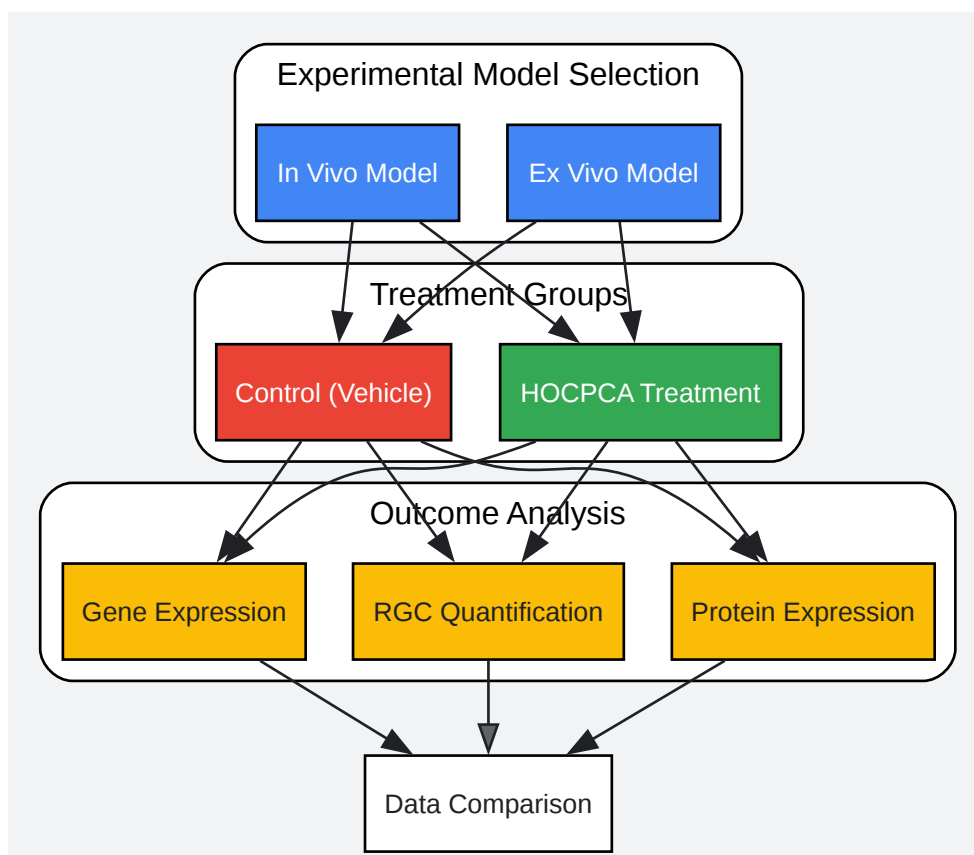 Experimental Model Selection
In Vivo Model
Ex Vivo Model
Treatment Groups
Control (Vehicle)
HOCPCA Treatment
Outcome Analysis
Gene Expression
RGC Quantification
Protein Expression
Data Comparison